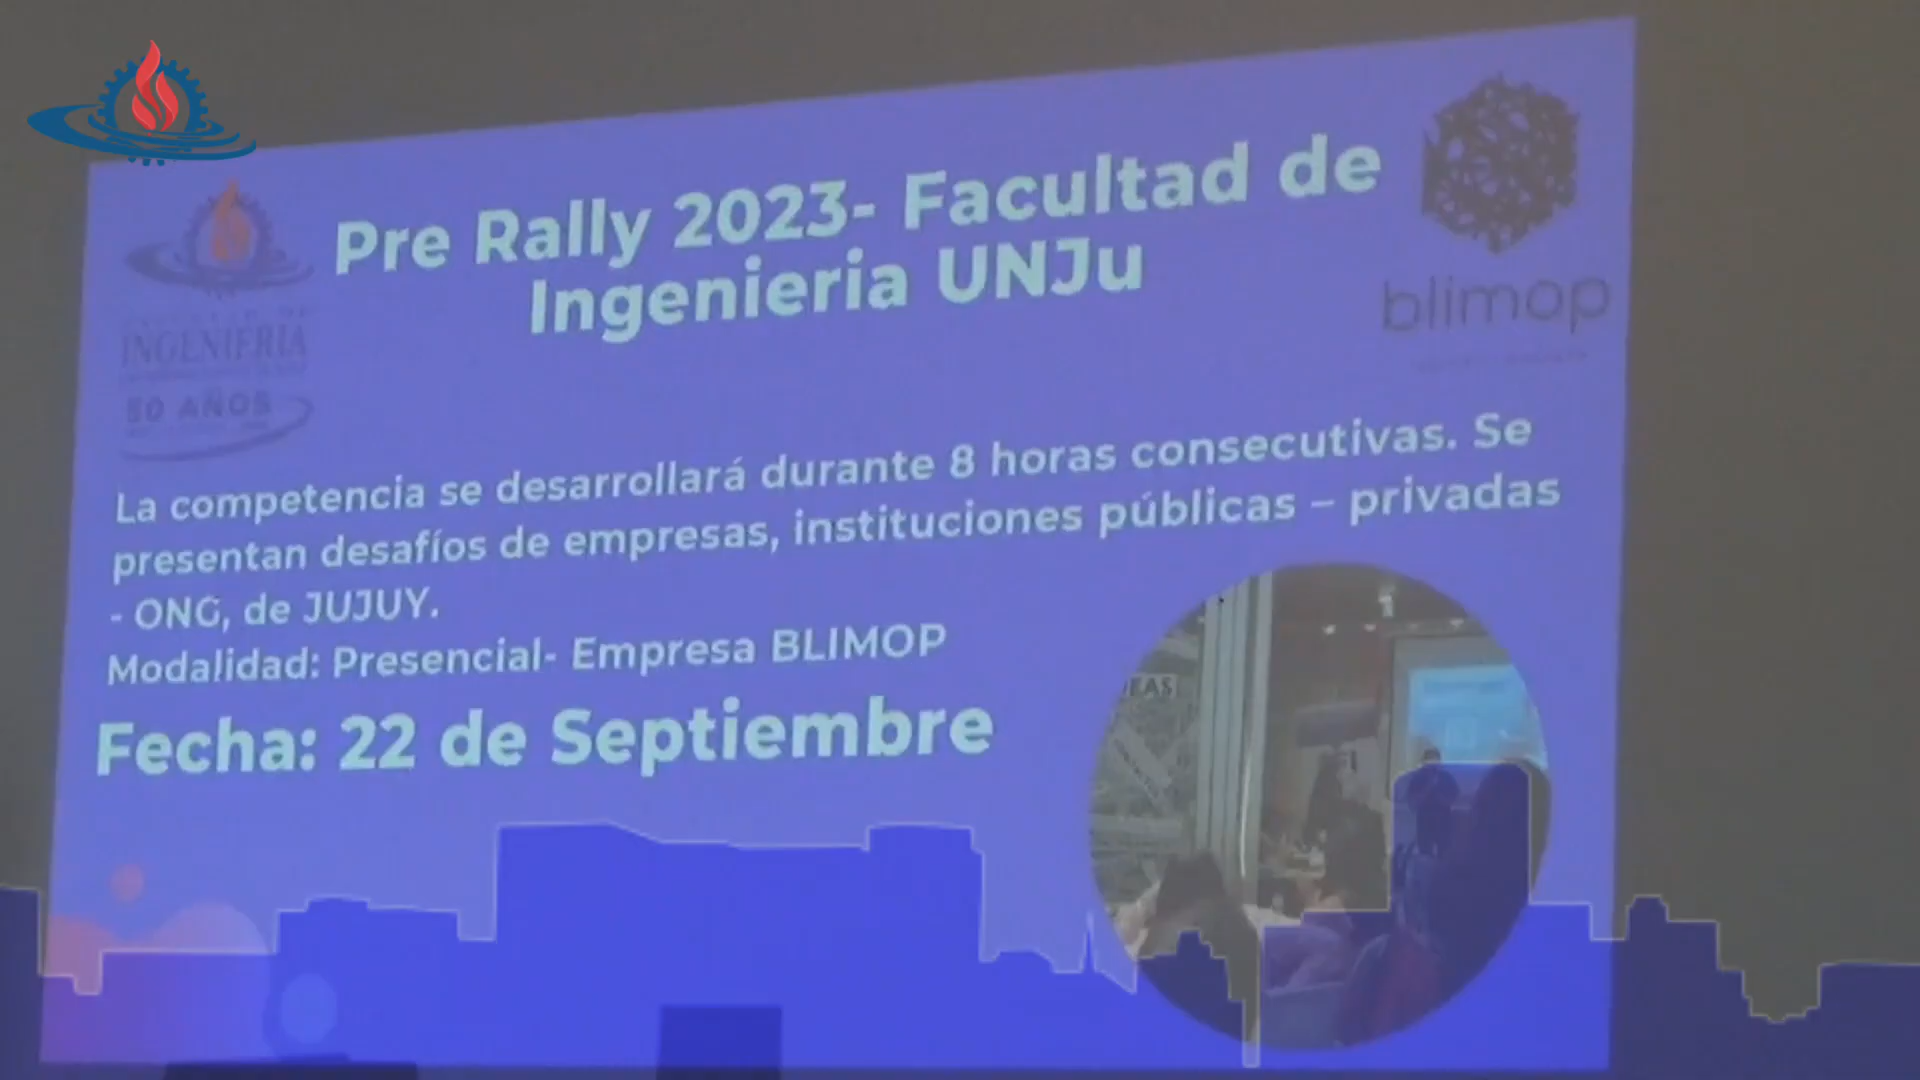 Pre Rally 2023- Facultad de
Ingenieria UNJu
blimop
INGENIERIA
50 AÑOS
La competencia se desarrollará durante 8 horas consecutivas. Se
presentan desafíos de empresas, instituciones públicas – privadas
- ONG, de JUJUY.
Modalidad: Presencial- Empresa BLIMOP
Fecha: 22 de Septiembre